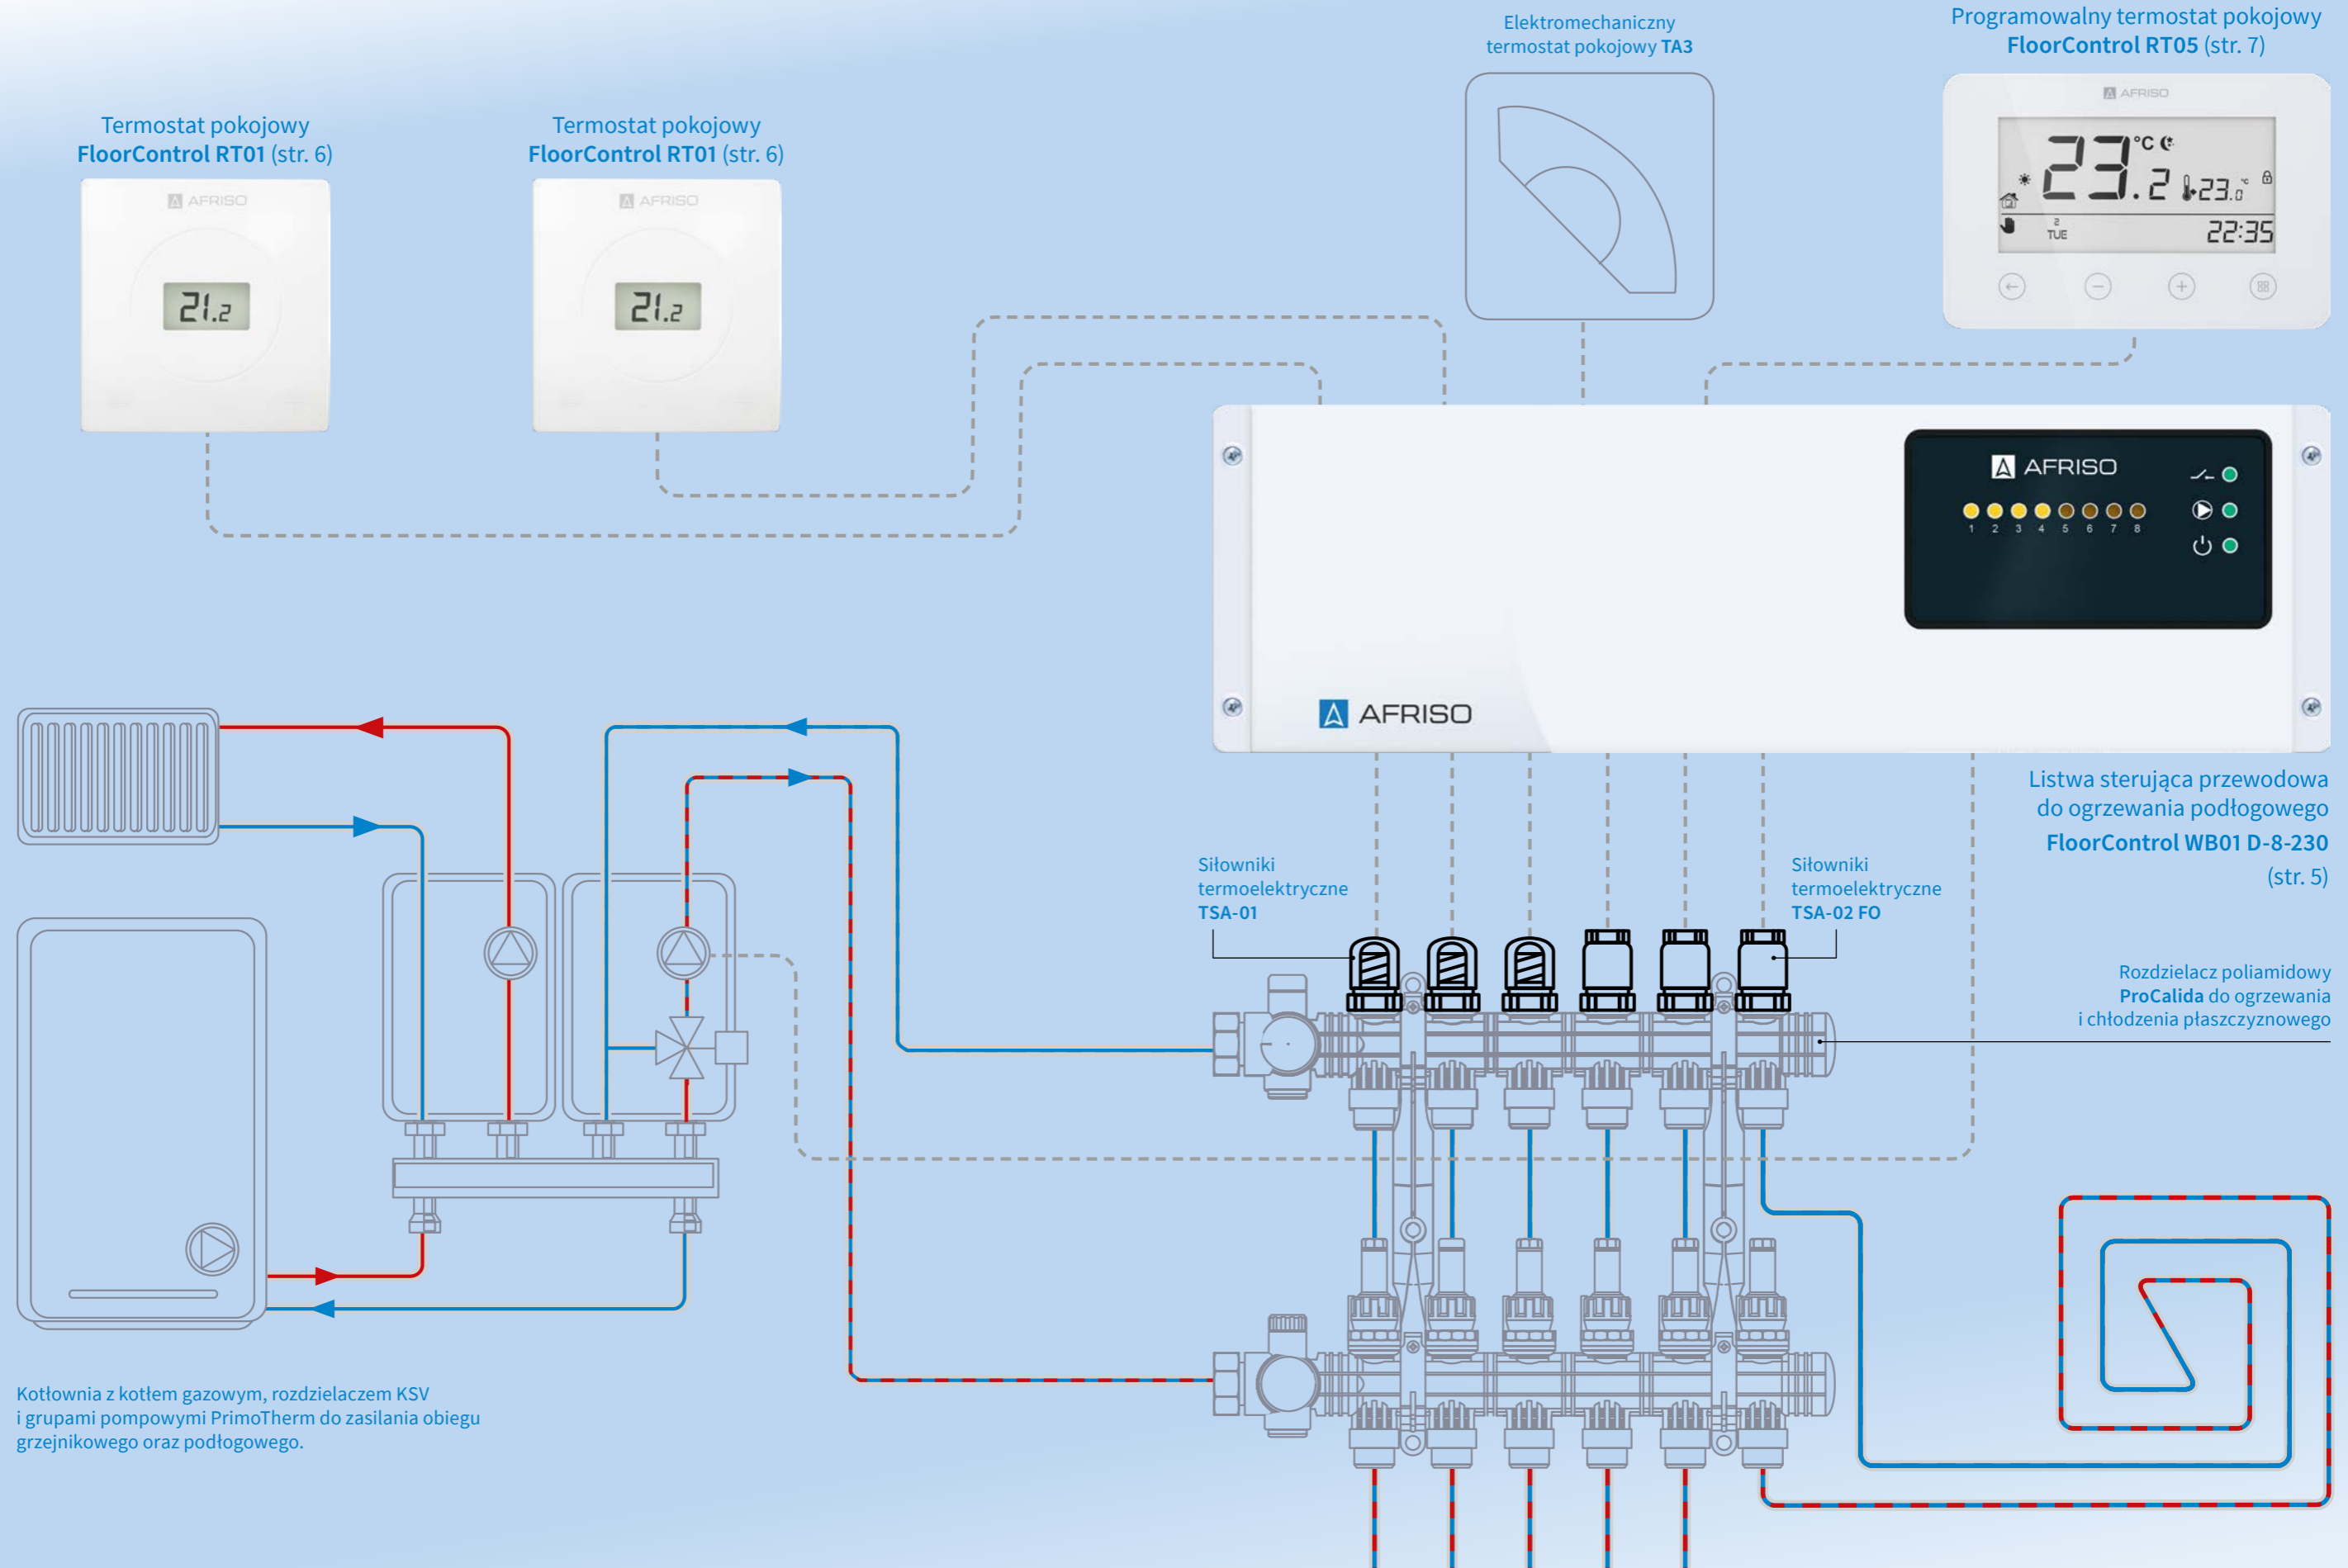 Elektromechaniczny
termostat pokojowy TA3
Programowalny termostat pokojowy
FloorControl RT05 (str. 7)
Termostat pokojowy
FloorControl RT01 (str. 6)
Termostat pokojowy
FloorControl RT01 (str. 6)
AFRISO
21.2
AFRISO
21.2
AFRISO
23.2 °C
23.0 °C
2
TUE
22:35
AFRISO
1 2 3 4 5 6 7 8
AFRISO
Listwa sterująca przewodowa
do ogrzewania podłogowego
FloorControl WB01 D-8-230
(str. 5)
Siłowniki
termoelektryczne
TSA-01
Siłowniki
termoelektryczne
TSA-02 FO
Rozdzielacz poliamidowy
ProCalida do ogrzewania
i chłodzenia płaszczyznowego
Kotłownia z kotłem gazowym, rozdzielaczem KSV
i grupami pompowymi PrimoTherm do zasilania obiegu
grzejnikowego oraz podłogowego.